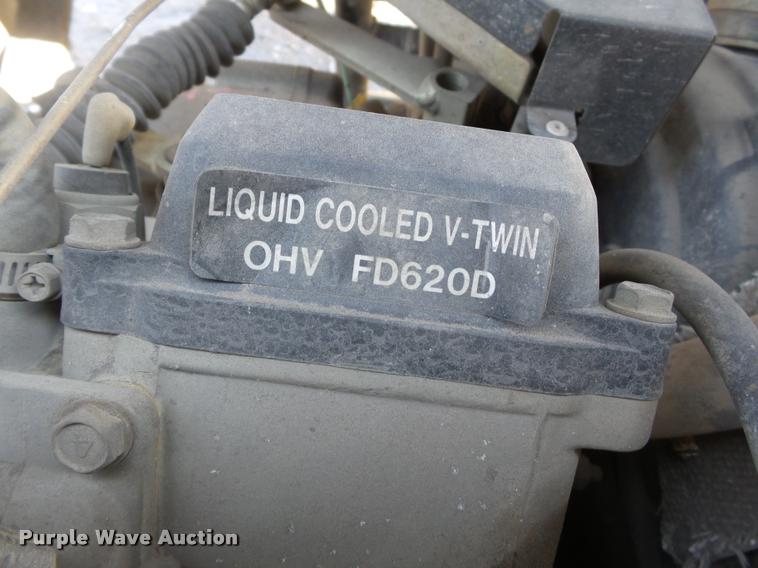 LIQUID COOLED V-TWIN
OHV FD620D
Purple Wave Auction